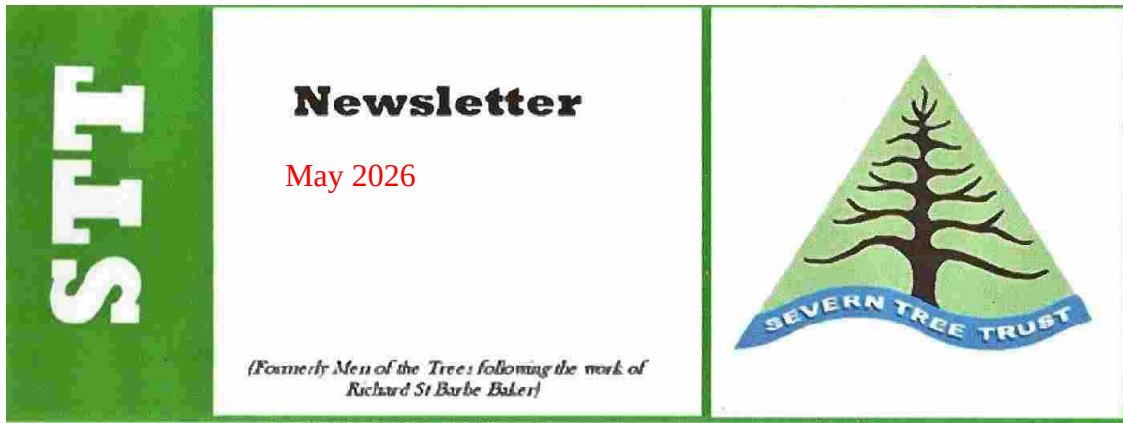 STT
Newsletter
May 2026
(Formerly Men of the Trees following the work of
Richard St Barbe Baker)
SEVERN TREE TRUST